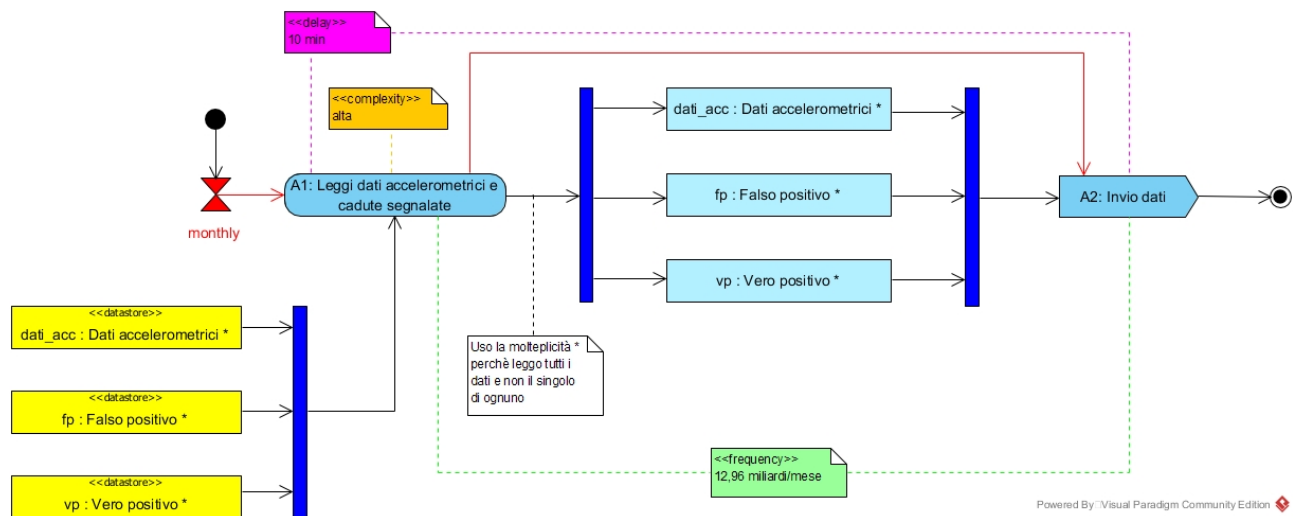 <<delay>>
10 min
<<complexity>>
alta
monthly
A1: Leggi dati accelerometrici e
cadute segnalate
dati_acc : Dati accelerometrici *
fp : Falso positivo *
vp : Vero positivo *
A2: Invio dati
<<datastore>>
dati_acc : Dati accelerometrici *
<<datastore>>
fp : Falso positivo *
<<datastore>>
vp : Vero positivo *
Uso la molteplicità *
perchè leggo tutti i
dati e non il singolo
di ognuno
<<frequency>>
12,96 miliardi/mese
Powered By Visual Paradigm Community Edition